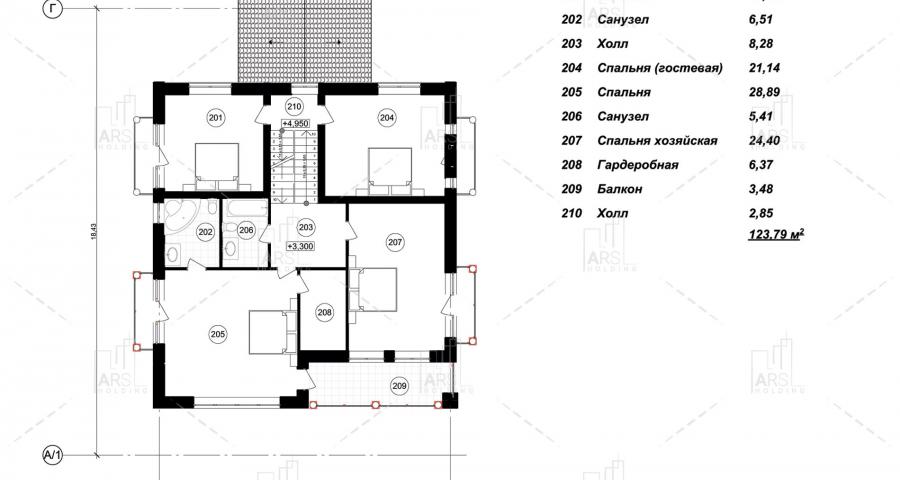 Г
202 Санузел 6,51
203 Холл 8,28
204 Спальня (гостевая) 21,14
205 Спальня 28,89
206 Санузел 5,41
207 Спальня хозяйская 24,40
208 Гардеробная 6,37
209 Балкон 3,48
210 Холл 2,85
123,79 м²
210
+4,950
201
204
202
206
203
+3,300
207
18,43
205
208
209
А/1
ARS
HOLDING